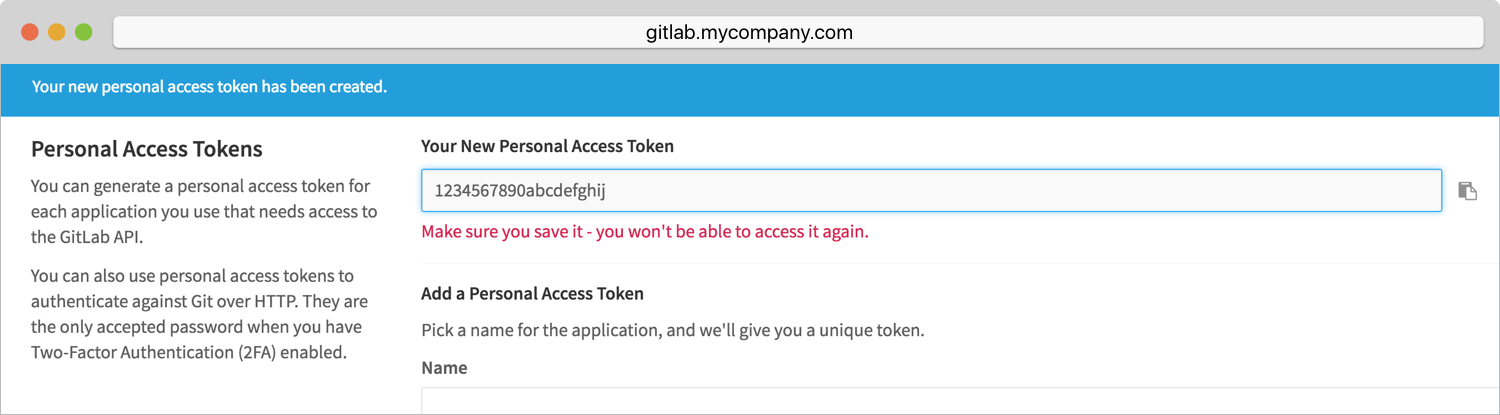 gitlab.mycompany.com
Your new personal access token has been created.
Personal Access Tokens
You can generate a personal access token for
each application you use that needs access to
the GitLab API.
You can also use personal access tokens to
authenticate against Git over HTTP. They are
the only accepted password when you have
Two-Factor Authentication (2FA) enabled.
Your New Personal Access Token
1234567890abcdefghij
Make sure you save it - you won't be able to access it again.
Add a Personal Access Token
Pick a name for the application, and we'll give you a unique token.
Name